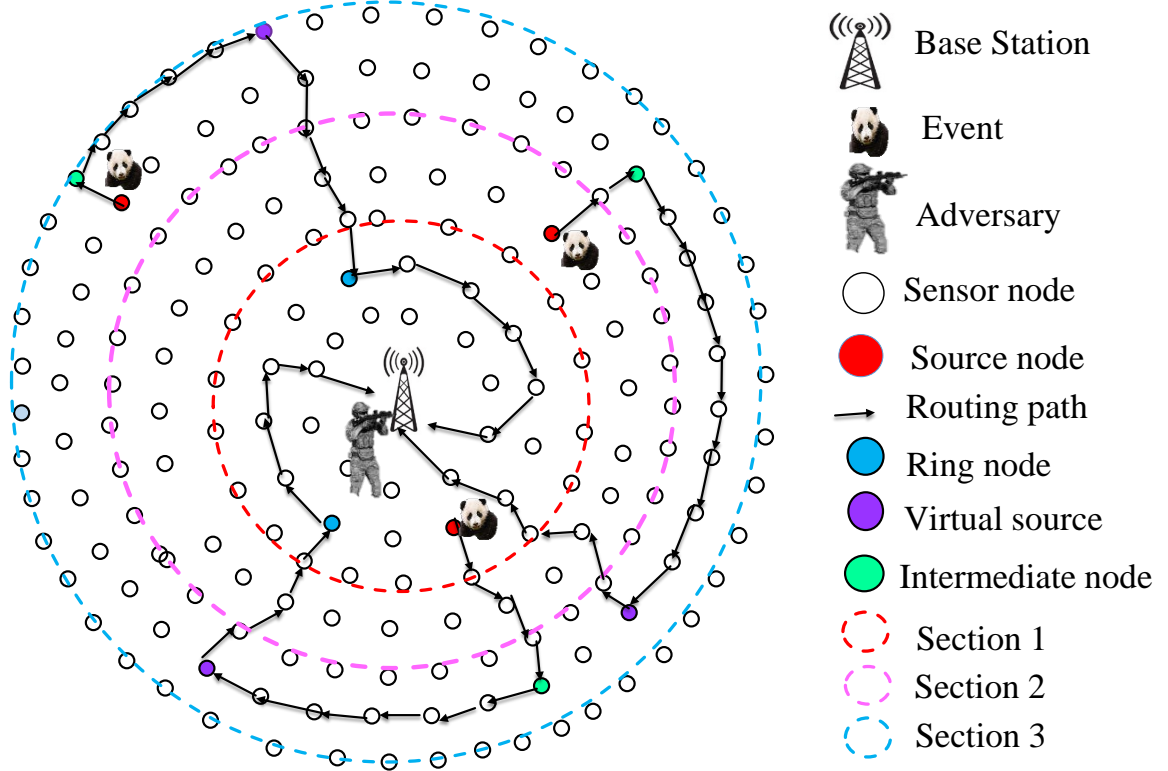 Base Station
Event
Adversary
Sensor node
Source node
Routing path
Ring node
Virtual source
Intermediate node
Section 1
Section 2
Section 3